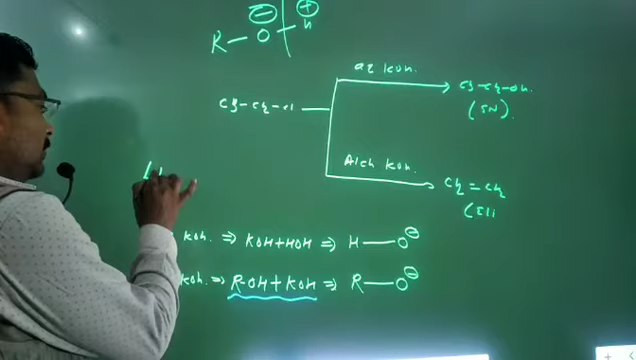 ⊖ ⊕
R-O-H
aq koh.
CH3-CH2-Cl → CH3-CH2-OH.
(SN).
Alch koh.
CH2=CH2
(Eli
koh. ⇒ KOH+HOH ⇒ H-O⊖
koh. ⇒ R-OH+KOH ⇒ R-O⊖